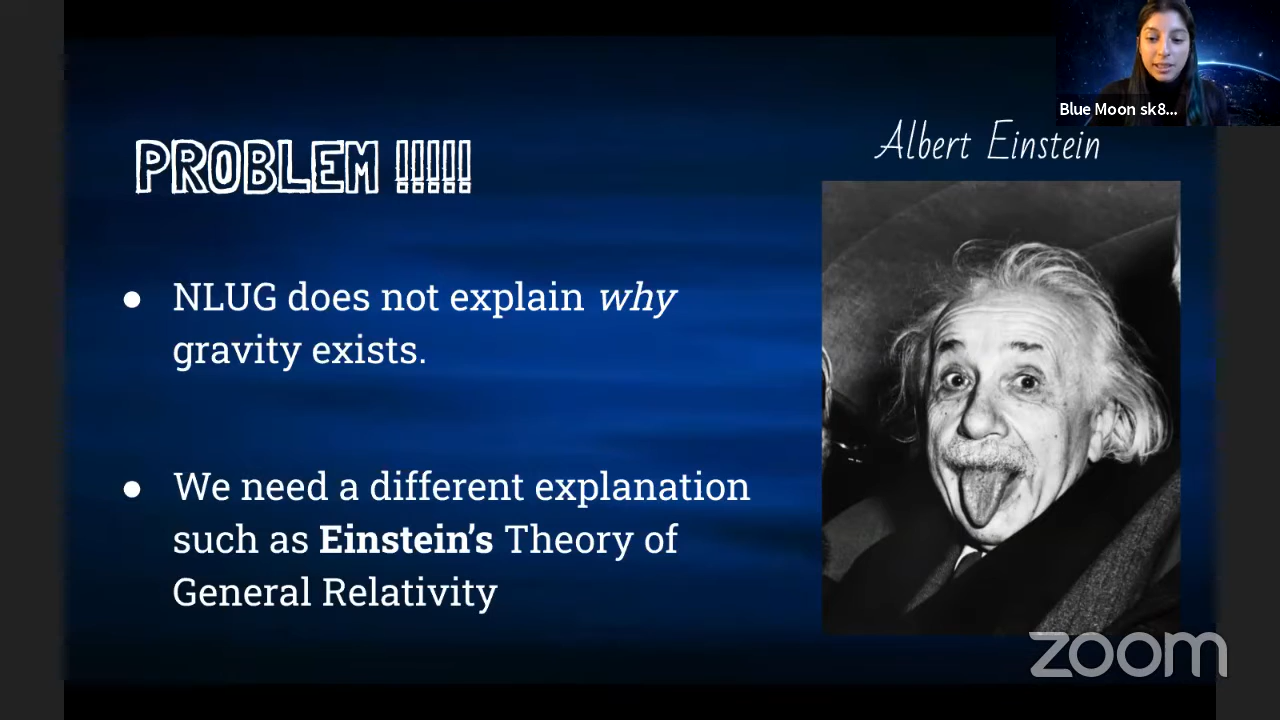 Blue Moon sk8...
Albert Einstein
PROBLEM !!!!!
● NLUG does not explain why
gravity exists.
● We need a different explanation
such as Einstein's Theory of
General Relativity
zoom